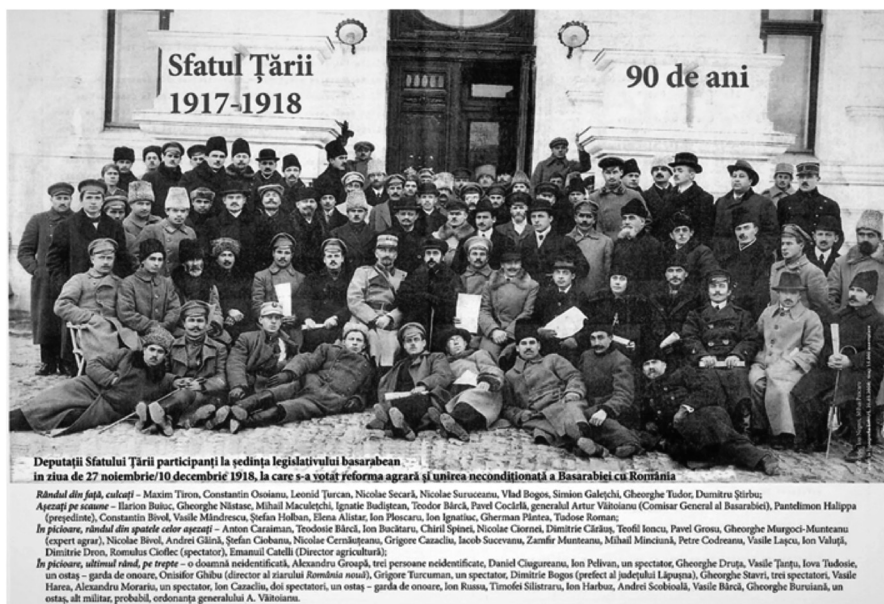 Sfatul Țării
1917-1918
90 de ani
Deputații Sfatului Țării participanți la ședința legislativului basarabean
în ziua de 27 noiembrie/10 decembrie 1918, la care s-a votat reforma agrară și unirea necondiționată a Basarabiei cu România
Rândul din față, culcați – Maxim Tiron, Constantin Osoianu, Leonid Țurcan, Nicolae Secară, Nicolae Suruceanu, Vlad Bogos, Simion Galețchi, Gheorghe Tudor, Dumitru Știrbu;
Așezați pe scaune – Ilarion Buiuc, Gheorghe Năstase, Mihail Maculețchi, Ignatie Budiștean, Teodor Bârcă, Pavel Cocârlă, generalul Artur Văitoianu (Comisar General al Basarabiei), Pantelimon Halippa
(președinte), Constantin Bivol, Vasile Mândrescu, Ștefan Holban, Elena Alistar, Ion Ploscaru, Ion Ignatiuc, Gherman Pântea, Tudose Roman;
În picioare, rândul din spatele celor așezați – Anton Caraiman, Teodosie Bârcă, Ion Bucătaru, Chiril Spinei, Nicolae Ciornei, Dimitrie Cărăuș, Teofil Ioncu, Pavel Grosu, Gheorghe Murgoci-Munteanu
(expert agrar), Nicolae Bivol, Andrei Găină, Ștefan Ciobanu, Nicolae Cernăuțeanu, Grigore Cazacliu, Iacob Sucevanu, Zamfir Munteanu, Mihail Minciună, Petre Codreanu, Vasile Lașcu, Ion Valuță,
Dimitrie Dron, Romulus Cioflec (spectator), Emanuil Catelli (Director agricultură);
În picioare, ultimul rând, pe trepte – o doamnă neidentificată, Alexandru Groapă, trei persoane neidentificate, Daniel Ciugureanu, Ion Pelivan, un spectator, Gheorghe Druța, Vasile Țanțu, Iova Tudosie,
un ostaș – garda de onoare, Onisifor Ghibu (director al ziarului România nouă), Grigore Turcuman, un spectator, Dimitrie Bogos (prefect al județului Lăpușna), Gheorghe Stavri, trei spectatori, Vasile
Harea, Alexandru Morariu, un spectator, Ion Cazacliu, doi spectatori, un ostaș – garda de onoare, Ion Russu, Timofei Silistraru, Ion Harbuz, Andrei Scobioală, Vasile Bârcă, Gheorghe Buruiană, un
ostaș, alt militar, probabil, ordonanța generalului A. Văitoianu.